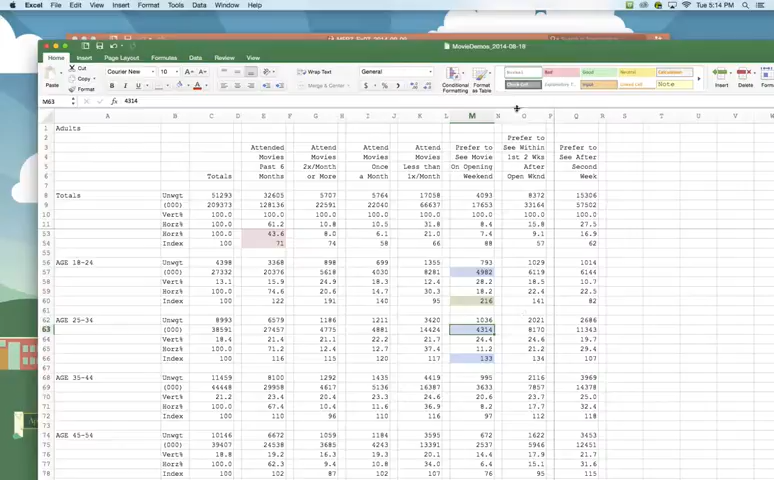 Excel File Edit View Insert Format Tools Data Window Help
Tue 5:14 PM
MovieDemos_2014-08-18
Home Insert Page Layout Formulas Data Review View
Cut
Copy
Paste
Courier New 10
Wrap Text
Merge & Center
General
Conditional Formatting
Format as Table
Normal Bad Good Neutral Calculation
Check Cell Explanatory T... Input Linked Cell Note
Insert Delete Format
M63 fx 4314
A B C D E F G H I J K L M N O P Q R S T U V W
1 Adults
2 Prefer to
3 Attended Attend Attend Attend Prefer to See Within Prefer to
4 Movies Movies Movies Movies See Movie 1st 2 Wks See After
5 Past 6 2x/Month Once Less than On Opening After Second
6 Totals Months or More a Month 1x/Month Weekend Open Wknd Week
8 Totals Unwgt 51293 32605 5707 5764 17058 4093 8372 15306
9 (000) 209373 128136 22591 22040 66637 17653 33164 57502
10 Vert% 100.0 100.0 100.0 100.0 100.0 100.0 100.0 100.0
11 Horz% 100.0 61.2 10.8 10.5 31.8 8.4 15.8 27.5
53 Horz% 100.0 43.6 8.0 6.1 21.0 7.4 9.1 16.9
54 Index 100 71 74 58 66 88 57 62
56 AGE 18-24 Unwgt 4398 3368 898 699 1355 793 1029 1014
57 (000) 27332 20376 5618 4030 8281 4982 6119 6144
58 Vert% 13.1 15.9 24.9 18.3 12.4 28.2 18.5 10.7
59 Horz% 100.0 74.6 20.6 14.7 30.3 18.2 22.4 22.5
60 Index 100 122 191 140 95 216 141 82
61
62 AGE 25-34 Unwgt 8993 6579 1186 1211 3420 1036 2021 2686
63 (000) 38591 27457 4775 4881 14424 4314 8170 11343
64 Vert% 18.4 21.4 21.1 22.2 21.7 24.4 24.6 19.7
65 Horz% 100.0 71.2 12.4 12.7 37.4 11.2 21.2 29.4
66 Index 100 116 115 120 117 133 134 107
68 AGE 35-44 Unwgt 11459 8100 1292 1435 4419 995 2116 3969
69 (000) 44448 29958 4617 5136 16387 3633 7857 14378
70 Vert% 21.2 23.4 20.4 23.3 24.6 20.6 23.7 25.0
71 Horz% 100.0 67.4 10.4 11.6 36.9 8.2 17.7 32.4
72 Index 100 110 96 110 116 97 112 118
74 AGE 45-54 Unwgt 10146 6672 1059 1184 3595 672 1622 3453
75 (000) 39407 24538 3685 4243 13391 2537 5946 12451
76 Vert% 18.8 19.2 16.3 19.3 20.1 14.4 17.9 21.7
77 Horz% 100.0 62.3 9.4 10.8 34.0 6.4 15.1 31.6
78 Index 100 102 87 102 107 76 95 115